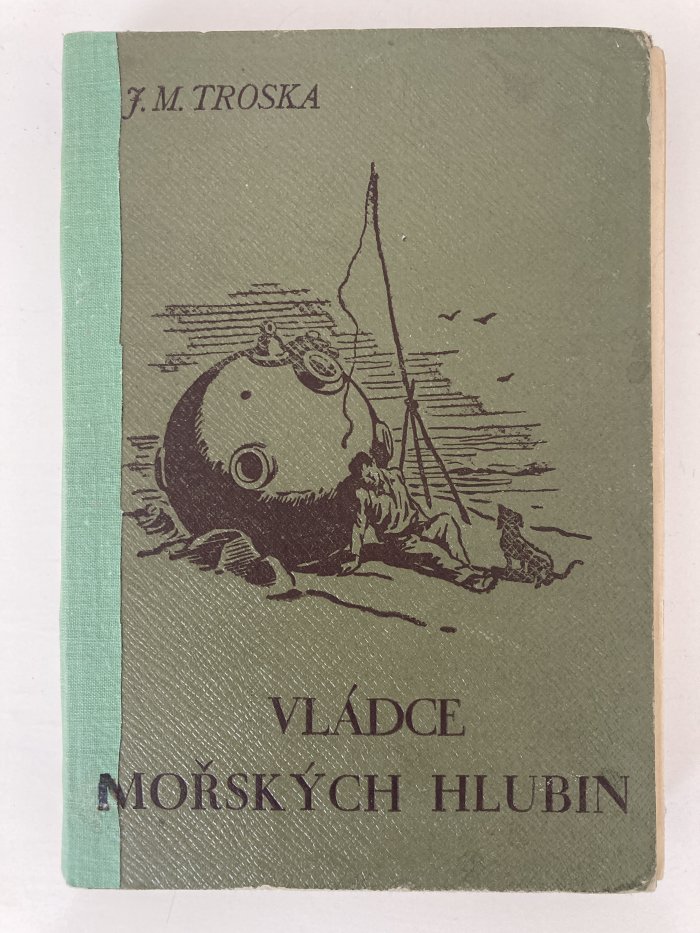 J. M. TROSKA
VLÁDCE
MOŘSKÝCH HLUBIN